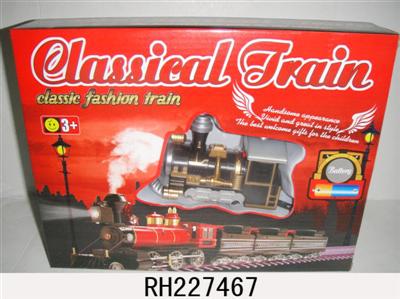 Classical Train
classic fashion train
Handsome appearance
Vivid and great in style
The best welcome gifts for the children
3+
Battery
RH227467